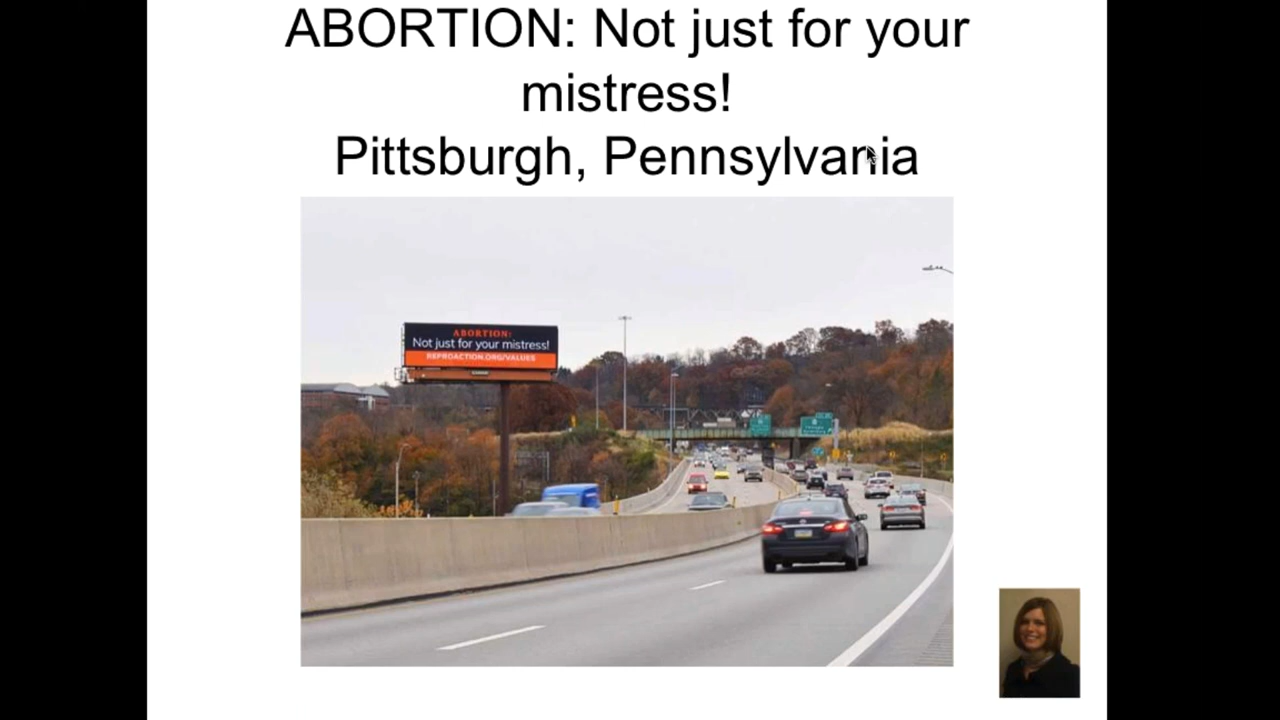 ABORTION: Not just for your
mistress!
Pittsburgh, Pennsylvania
ABORTION:
Not just for your mistress!
REPROACTION.ORG/VALUES